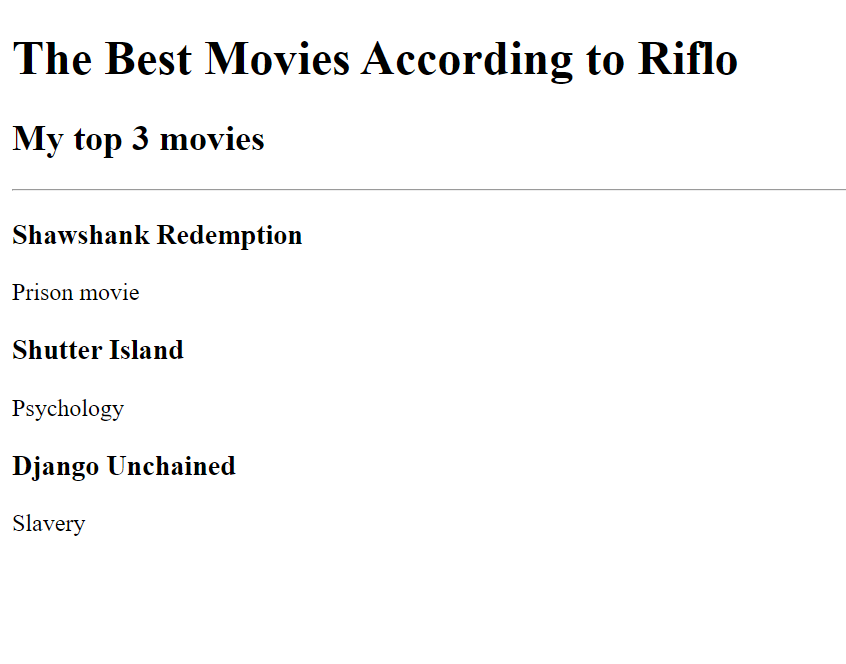 The Best Movies According to Riflo
My top 3 movies
Shawshank Redemption
Prison movie
Shutter Island
Psychology
Django Unchained
Slavery